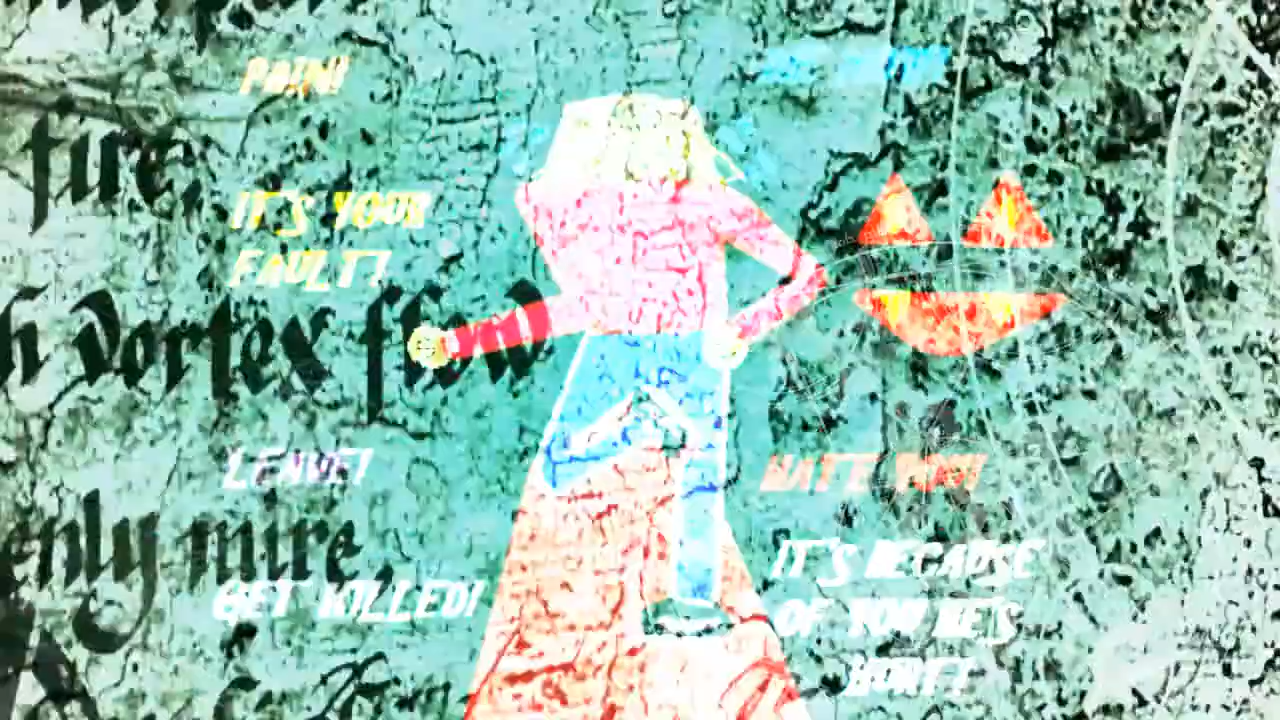 PAIN!
fire,
IT'S YOUR
FAULT!
h vortex flow
LEAVE!
HATE YOU!
enly mire,
IT'S BECAUSE
GET KILLED!
OF YOU HE'S
HURT!